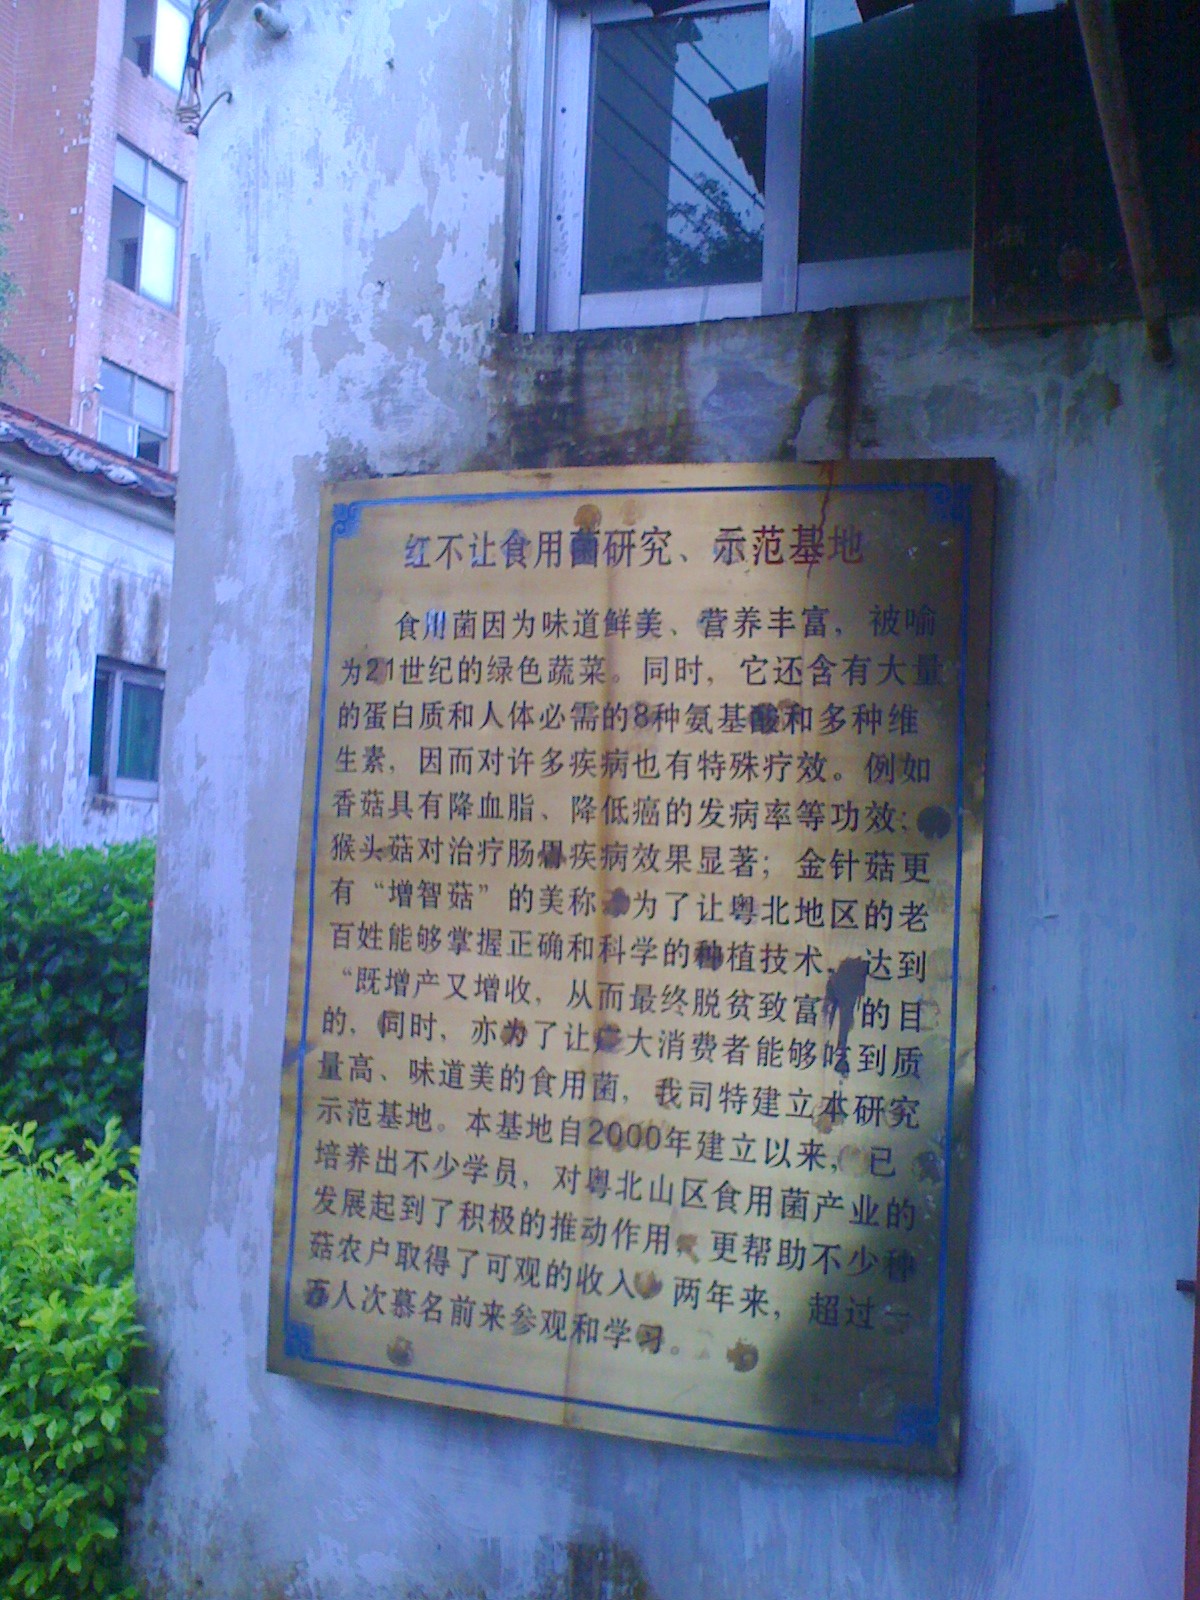 红不让食用菌研究、示范基地
食用菌因为味道鲜美、营养丰富，被喻
为21世纪的绿色蔬菜。同时，它还含有大量
的蛋白质和人体必需的8种氨基酸和多种维
生素，因而对许多疾病也有特殊疗效。例如
香菇具有降血脂、降低癌的发病率等功效；
猴头菇对治疗肠胃疾病效果显著；金针菇更
有“增智菇”的美称 为了让粤北地区的老
百姓能够掌握正确和科学的种植技术，达到
“既增产又增收，从而最终脱贫致富 的目
的，同时，亦为了让广大消费者能够吃到质
量高、味道美的食用菌，我司特建立本研究
示范基地。本基地自2000年建立以来，已
培养出不少学员，对粤北山区食用菌产业的
发展起到了积极的推动作用，更帮助不少种
菇农户取得了可观的收入 两年来，超过一
万人次慕名前来参观和学习。